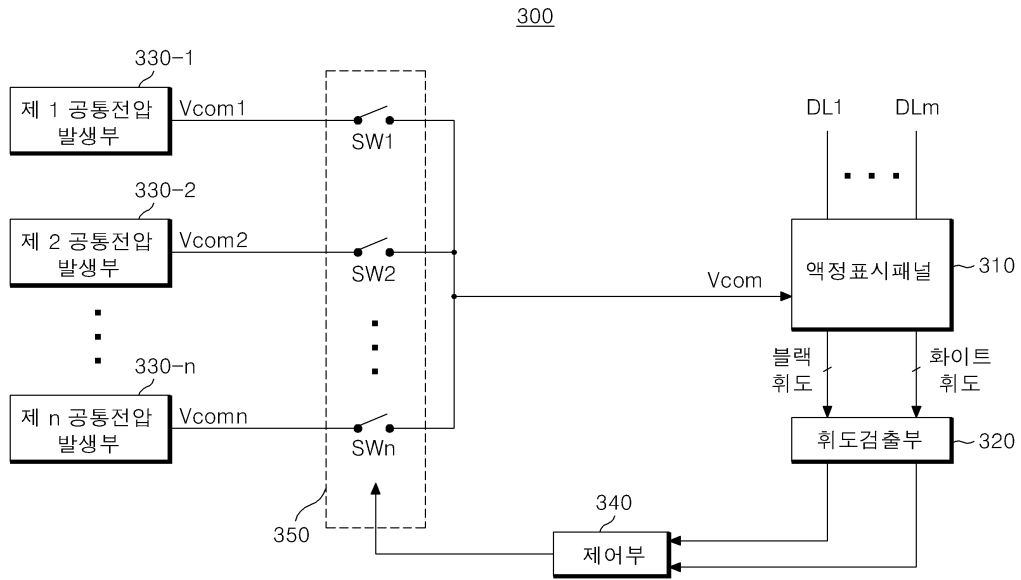 300
330-1
제 1 공통전압
발생부
Vcom1
SW1
DL1
DLm
330-2
제 2 공통전압
발생부
Vcom2
SW2
액정표시패널
310
Vcom
330-n
제 n 공통전압
발생부
Vcomn
SWn
블랙
휘도
화이트
휘도
휘도검출부
320
350
340
제어부